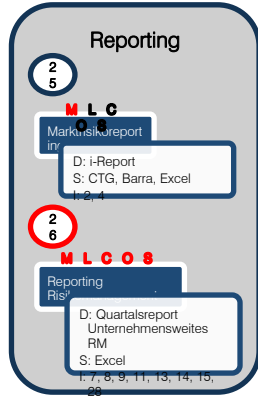 Reporting
2
5
M L C
O S
Marktrisikoreport
D: i-Report
S: CTG, Barra, Excel
I: 2, 4
2
6
M L C O S
Reporting
D: Quartalsreport
Unternehmensweites
RM
S: Excel
I: 7, 8, 9, 11, 13, 14, 15,
28